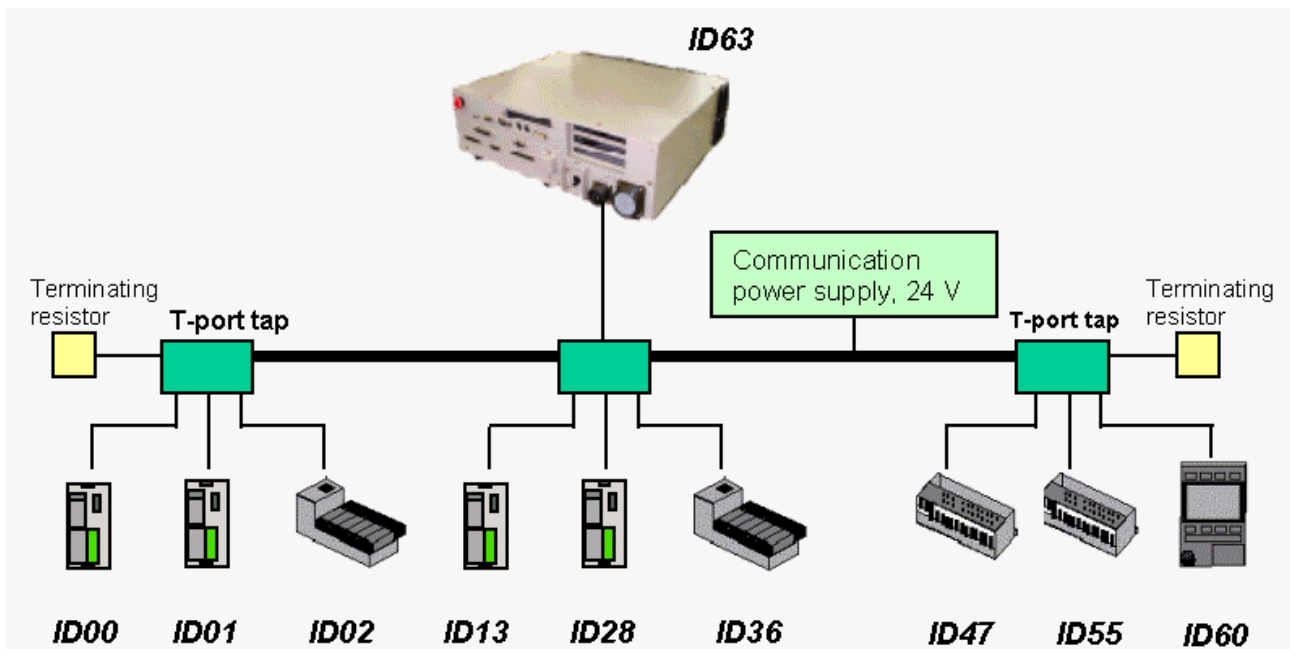 ID63
Communication
power supply, 24 V
Terminating
resistor
T-port tap
T-port tap
Terminating
resistor
ID00 ID01 ID02 ID13 ID28 ID36 ID47 ID55 ID60